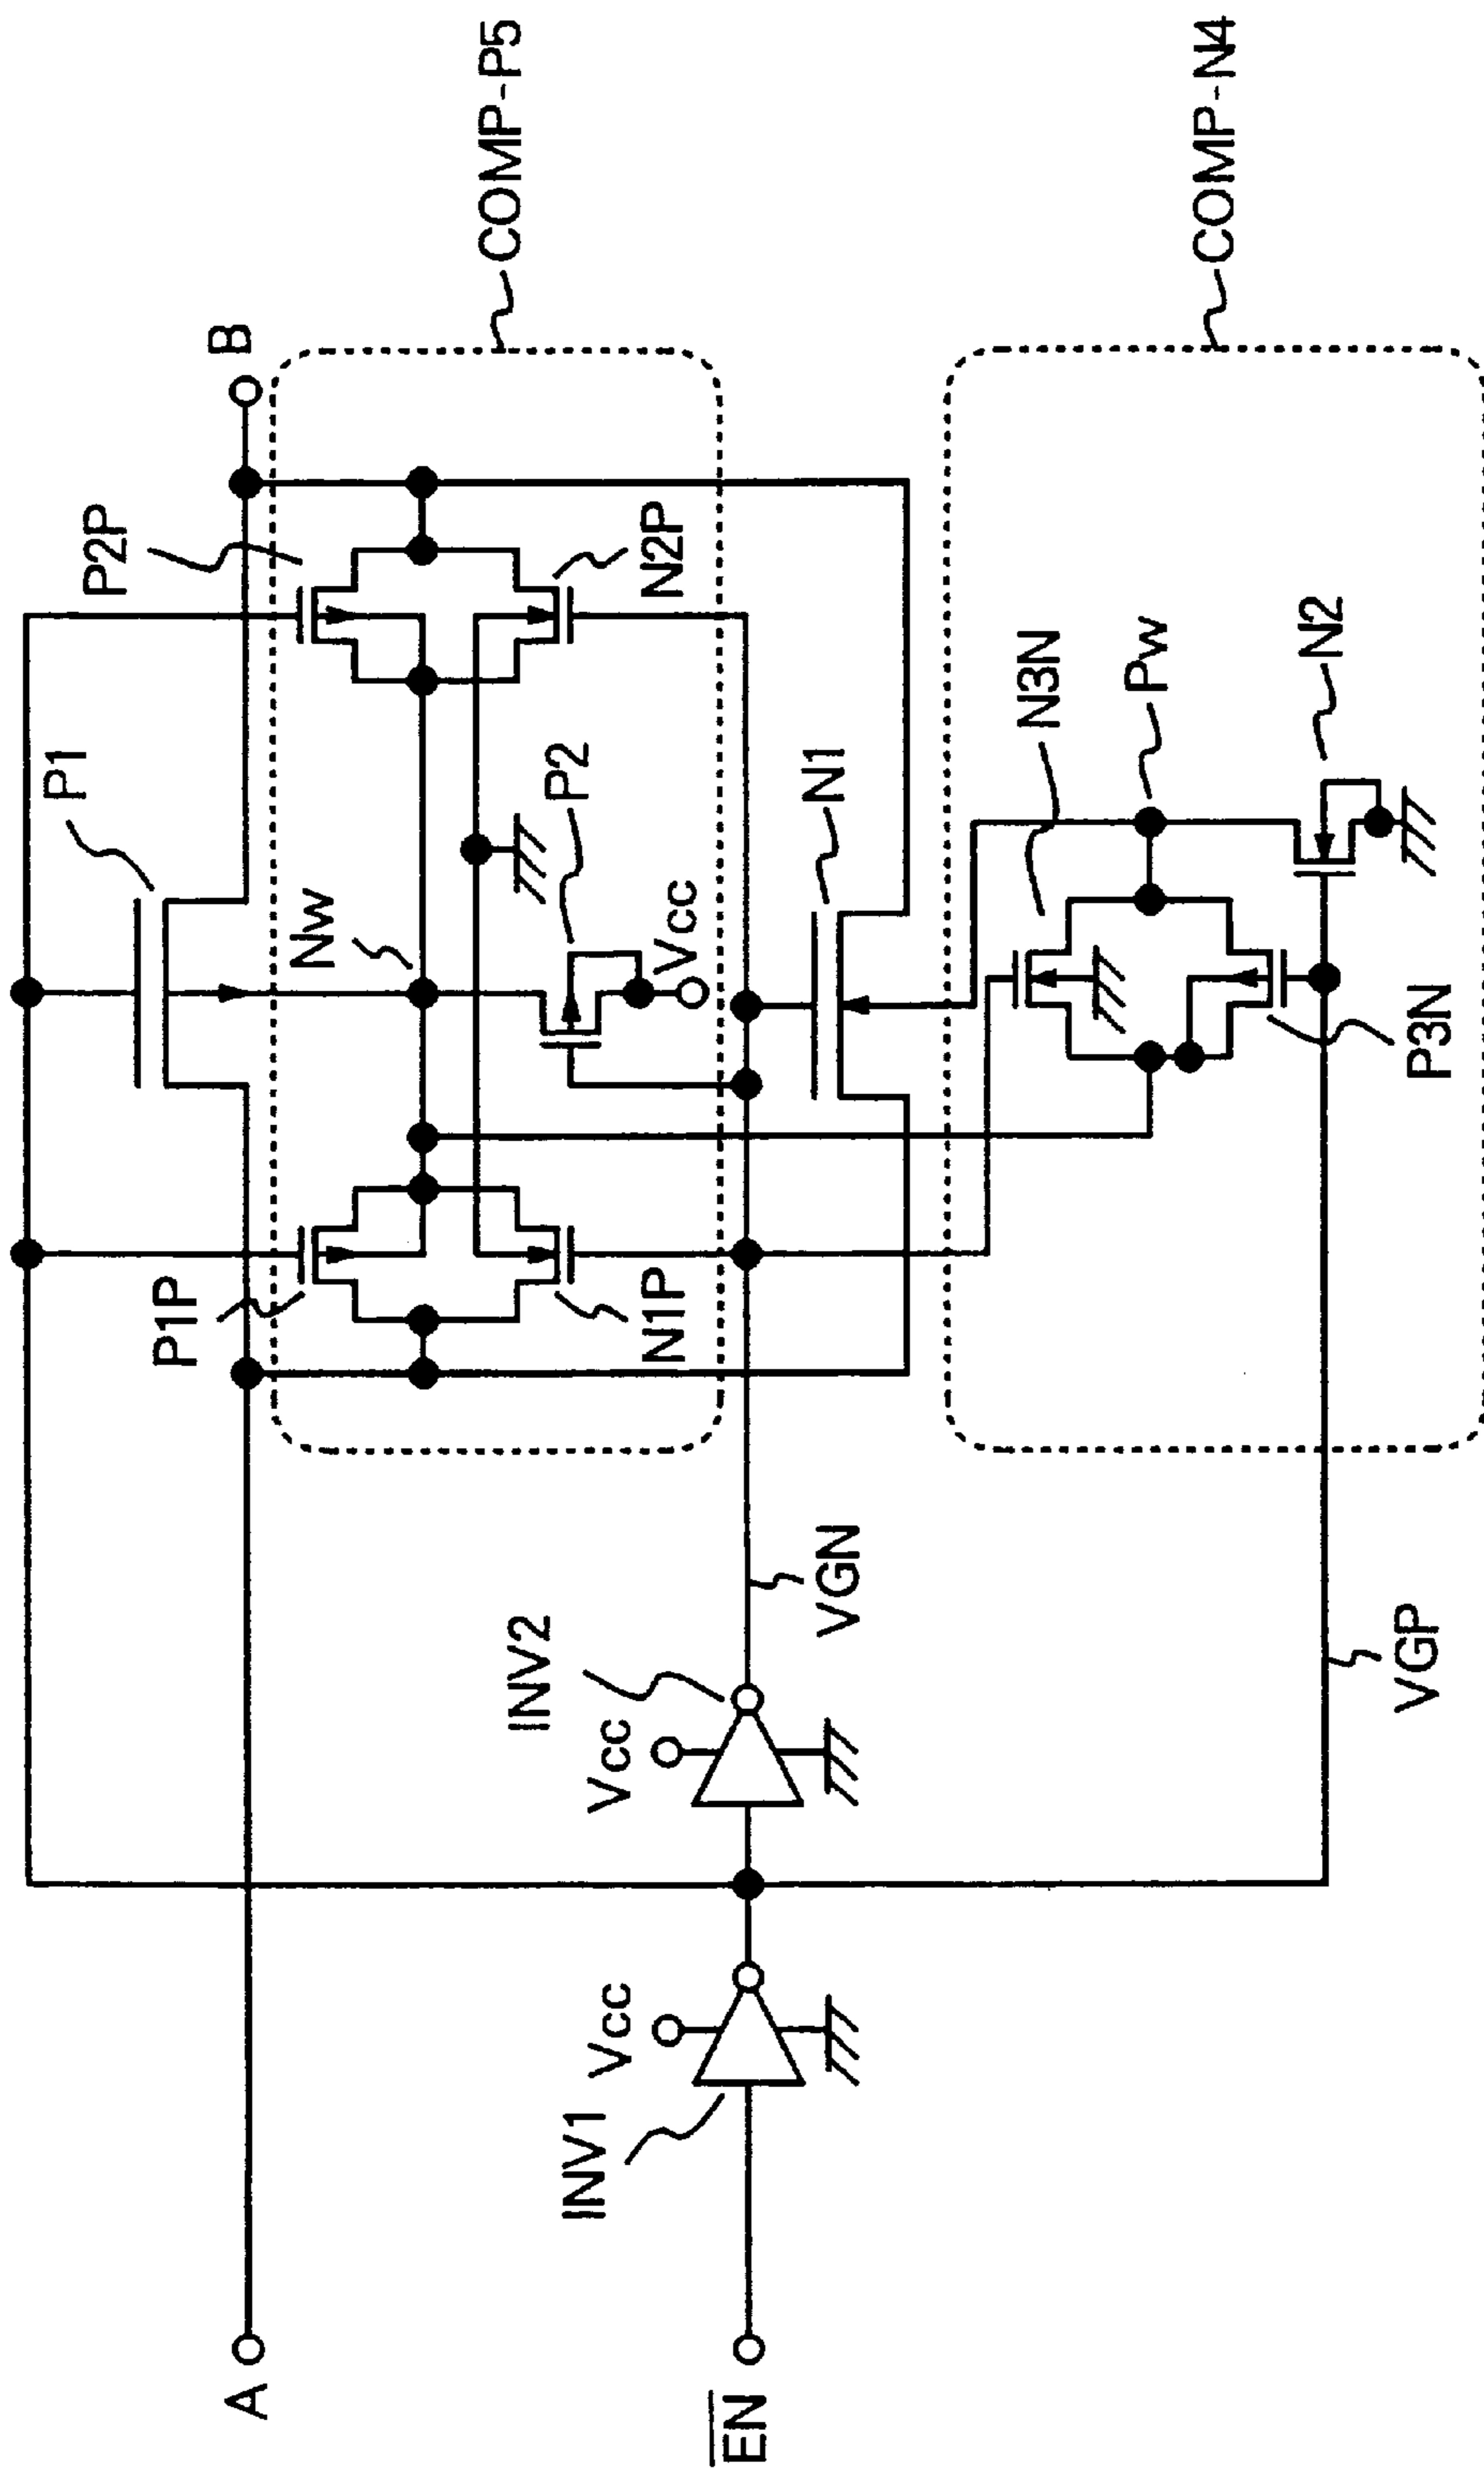 A
B
P1
P2P
P1P
Nw
N2P
P2
Vcc
N1P
COMP-P5
EN
INV1
Vcc
INV2
Vcc
VGN
N1
N3N
Pw
N2
P3N
VGP
COMP-N4